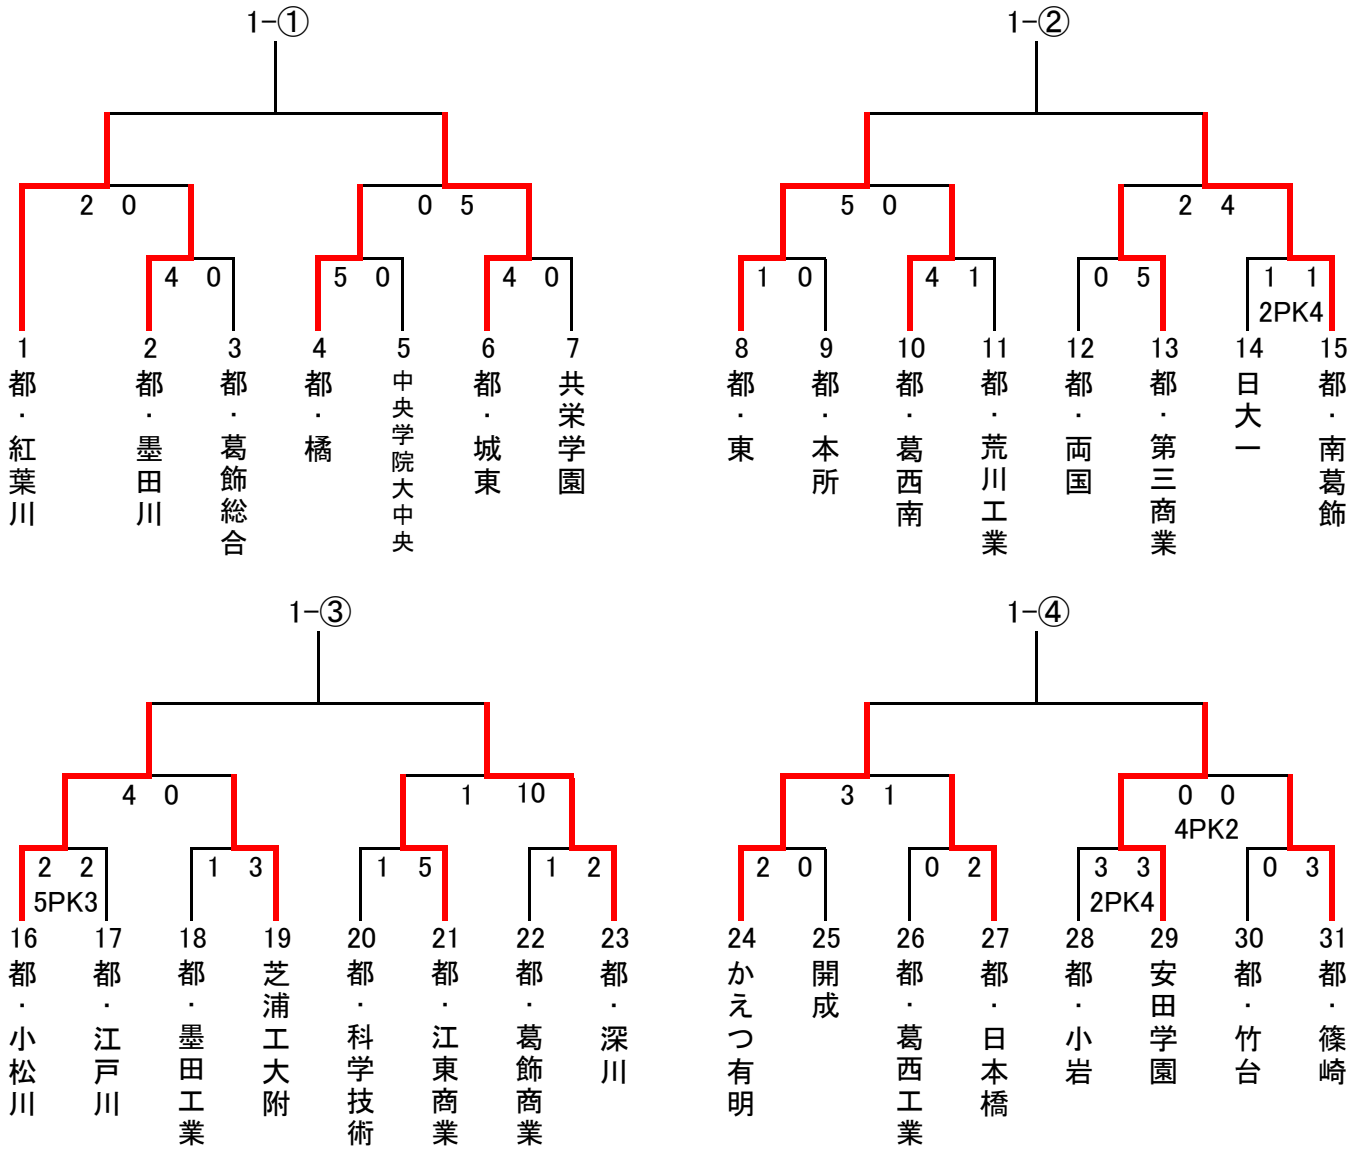 1-①
2 0
0 5
4 0
5 0
4 0
1
2
3
4
5
6
7
都・紅葉川
都・墨田川
都・葛飾総合
都・橘
中央学院大中央
都・城東
共栄学園
1-②
5 0
2 4
1 0
4 1
0 5
1 1
2PK4
8
9
10
11
12
13
14
15
都・東
都・本所
都・葛西南
都・荒川工業
都・両国
都・第三商業
日大一
都・南葛飾
1-③
4 0
1 10
2 2
5PK3
1 3
1 5
1 2
16
17
18
19
20
21
22
23
都・小松川
都・江戸川
都・墨田工業
芝浦工大附
都・科学技術
都・江東商業
都・葛飾商業
都・深川
1-④
3 1
0 0
4PK2
2 0
0 2
3 3
2PK4
0 3
24
25
26
27
28
29
30
31
かえつ有明
開成
都・葛西工業
都・日本橋
都・小岩
安田学園
都・竹台
都・篠崎